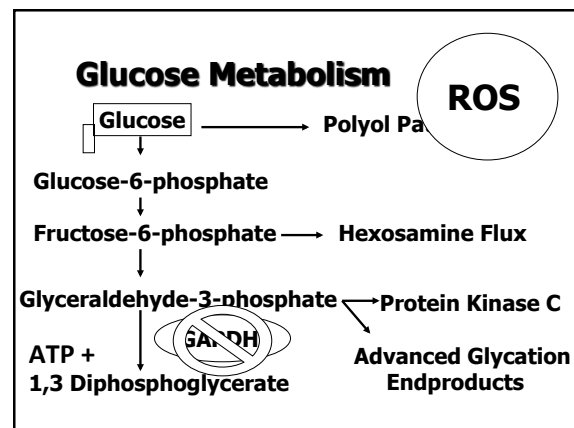 Glucose Metabolism
ROS
Glucose
Polyol
Glucose-6-phosphate
Fructose-6-phosphate
Hexosamine Flux
Glyceraldehyde-3-phosphate
Protein Kinase C
GAPDH
ATP +
1,3 Diphosphoglycerate
Advanced Glycation
Endproducts